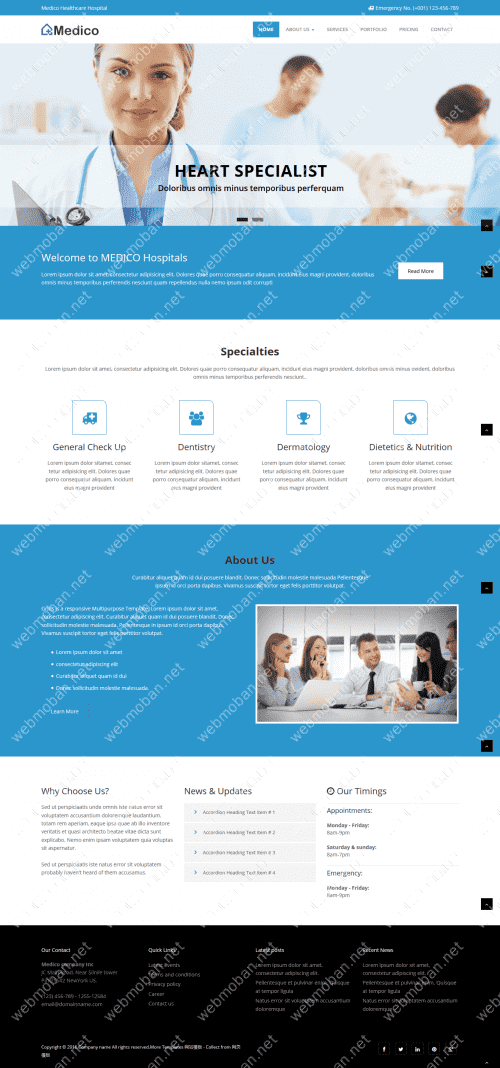 Medico Healthcare Hospital
Emergency No. (+001) 123-456-789
Medico
HOME ABOUT US SERVICES PORTFOLIO PRICING CONTACT
HEART SPECIALIST
Doloribus omnis minus temporibus perferquam
Welcome to MEDICO Hospitals
Lorem ipsum dolor sit amet, consectetur adipisicing elit. Dolores quae porro consequatur aliquam, incidunt eius magni provident, doloribus
omnis minus temporibus perferendis nesciunt quam repellendus nulla nemo ipsum odit corrupti
Read More
Specialties
Lorem ipsum dolor sit amet, consectetur adipisicing elit. Dolores quae porro consequatur aliquam, incidunt eius magni provident, doloribus omnis minus ovident, doloribus
omnis minus temporibus perferendis nesciunt..
General Check Up
Lorem ipsum dolor sitamet, consec
tetur adipisicing elit. Dolores quae
porro consequatur aliquam, incidunt
eius magni provident
Dentistry
Lorem ipsum dolor sitamet, consec
tetur adipisicing elit. Dolores quae
porro consequatur aliquam, incidunt
eius magni provident
Dermatology
Lorem ipsum dolor sitamet, consec
tetur adipisicing elit. Dolores quae
porro consequatur aliquam, incidunt
eius magni provident
Dietetics & Nutrition
Lorem ipsum dolor sitamet, consec
tetur adipisicing elit. Dolores quae
porro consequatur aliquam, incidunt
eius magni provident
About Us
Curabitur aliquet quam id dui posuere blandit. Donec sollicitudin molestie malesuada Pellentesque
ipsum id orci porta dapibus. Vivamus suscipit tortor eget felis porttitor volutpat.
is a responsive Multipurpose Template. Lorem ipsum dolor sit amet,
consectetur adipiscing elit. Curabitur aliquet quam id dui posuere blandit. Donec
sollicitudin molestie malesuada. Pellentesque in ipsum id orci porta dapibus.
Vivamus suscipit tortor eget felis porttitor volutpat.
Lorem ipsum dolor sit amet
consectetur adipiscing elit
Curabitur aliquet quam id dui
Donec sollicitudin molestie malesuada.
Learn More
Why Choose Us?
Sed ut perspiciaatis unde omnis iste natus error sit
voluptatem accusantium doloremque laudantium,
totam rem aperiam, eaque ipsa quae ab illo inventore
veritatis et quasi architecto beatae vitae dicta sunt
explicabo. Nemo enim ipsam voluptatem quia voluptas
sit aspernatur.
Sed ut perspiciaatis iste natus error sit voluptatem
probably haven't heard of them accusamus.
News & Updates
Accordion Heading Text Item # 1
Accordion Heading Text Item # 2
Accordion Heading Text Item # 3
Accordion Heading Text Item # 4
Our Timings
Appointments:
Monday - Friday:
8am-9pm
Saturday & sunday:
8am-7pm
Emergency:
Monday - Friday:
6am-9pm
Our Contact
Medico company inc
JC Main Road, Near Silnile tower
NewYork US.
(123) 456-789 - 1255-12584
email@domainname.com
Quick Links
Latest Events
Terms and conditions
Privacy policy
Career
Contact us
Latest posts
Lorem ipsum dolor sit amet,
consectetur adipiscing elit.
Pellentesque et pulvinar enim. Quisque
at tempor ligula
Natus error sit voluptatem accusantium
doloremque
Recent News
Lorem ipsum dolor sit amet,
consectetur adipiscing elit.
Pellentesque et pulvinar enim. Quisque
at tempor ligula
Natus error sit voluptatem accusantium
doloremque
Copyright © Company name All rights reserved.More Templates - Collect from 网页
模板
webmoban.net